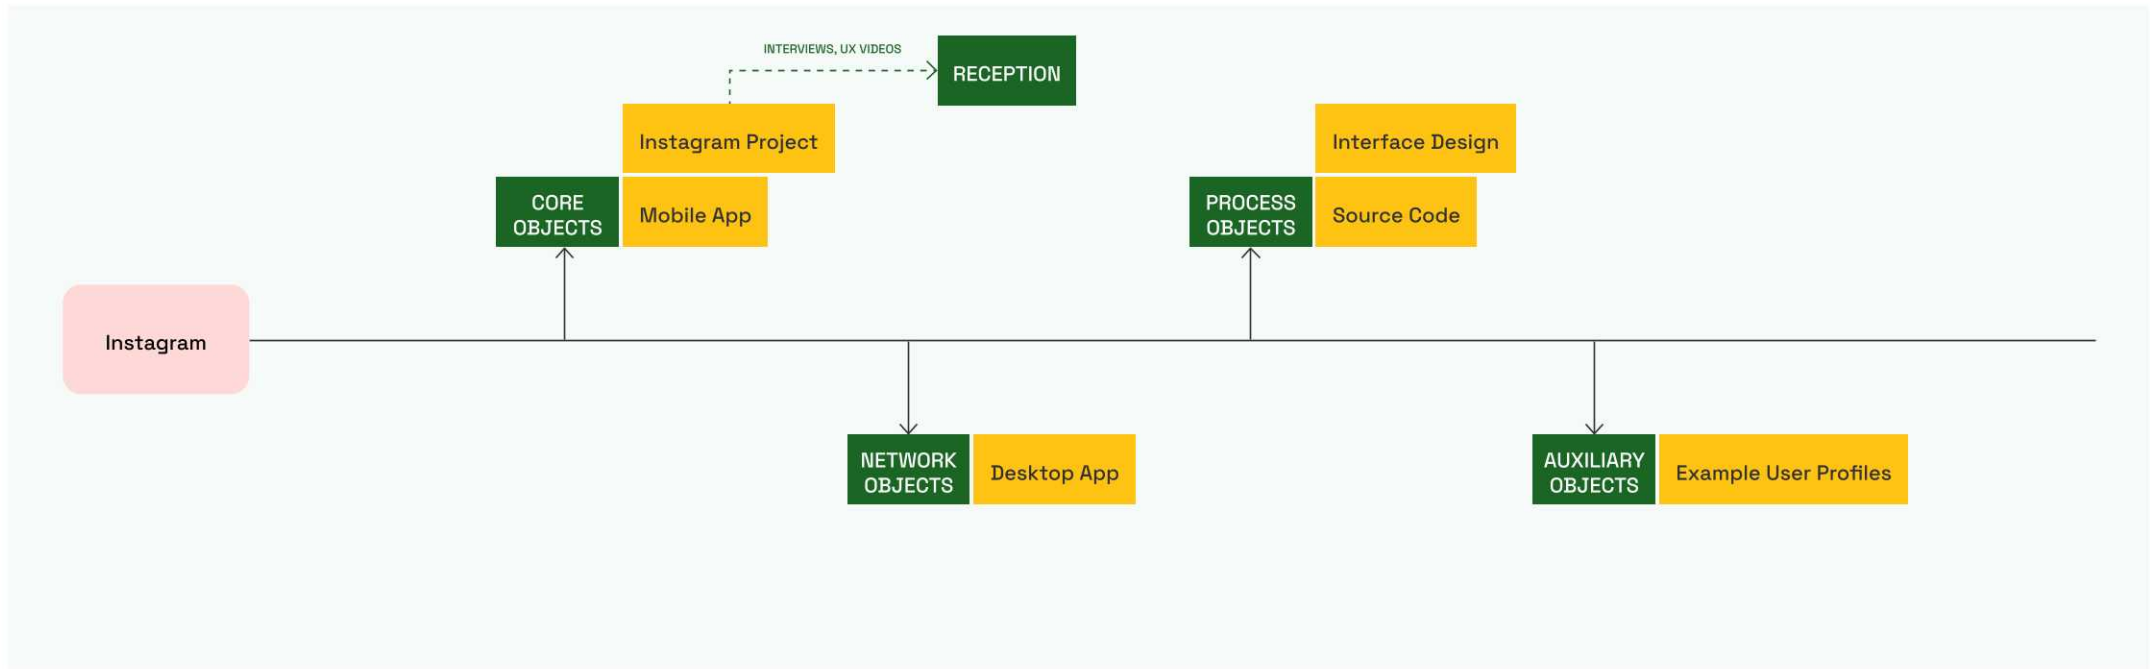 INTERVIEWS, UX VIDEOS
RECEPTION
Instagram Project
Interface Design
CORE
OBJECTS
Mobile App
PROCESS
OBJECTS
Source Code
Instagram
NETWORK
OBJECTS
Desktop App
AUXILIARY
OBJECTS
Example User Profiles